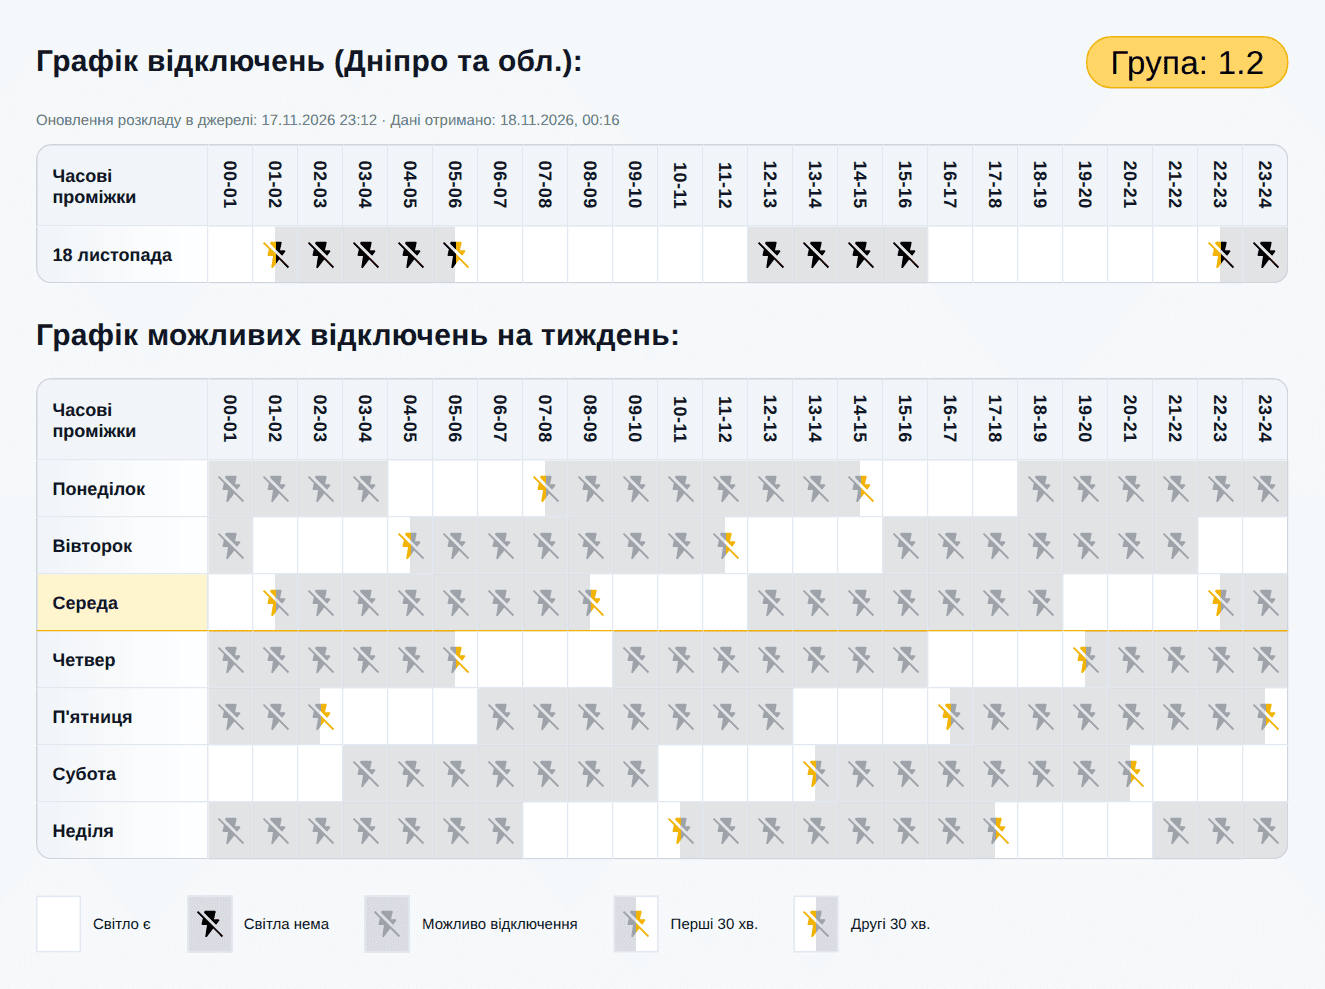 Графік відключень (Дніпро та обл.):
Група: 1.2
Оновлення розкладу в джерелі: 17.11.2026 23:12 · Дані отримано: 18.11.2026, 00:16
Часові проміжки 00-01 01-02 02-03 03-04 04-05 05-06 06-07 07-08 08-09 09-10 10-11 11-12 12-13 13-14 14-15 15-16 16-17 17-18 18-19 19-20 20-21 21-22 22-23 23-24
18 листопада
Графік можливих відключень на тиждень:
Часові проміжки 00-01 01-02 02-03 03-04 04-05 05-06 06-07 07-08 08-09 09-10 10-11 11-12 12-13 13-14 14-15 15-16 16-17 17-18 18-19 19-20 20-21 21-22 22-23 23-24
Понеділок
Вівторок
Середа
Четвер
П'ятниця
Субота
Неділя
Світло є Світла нема Можливо відключення Перші 30 хв. Другі 30 хв.